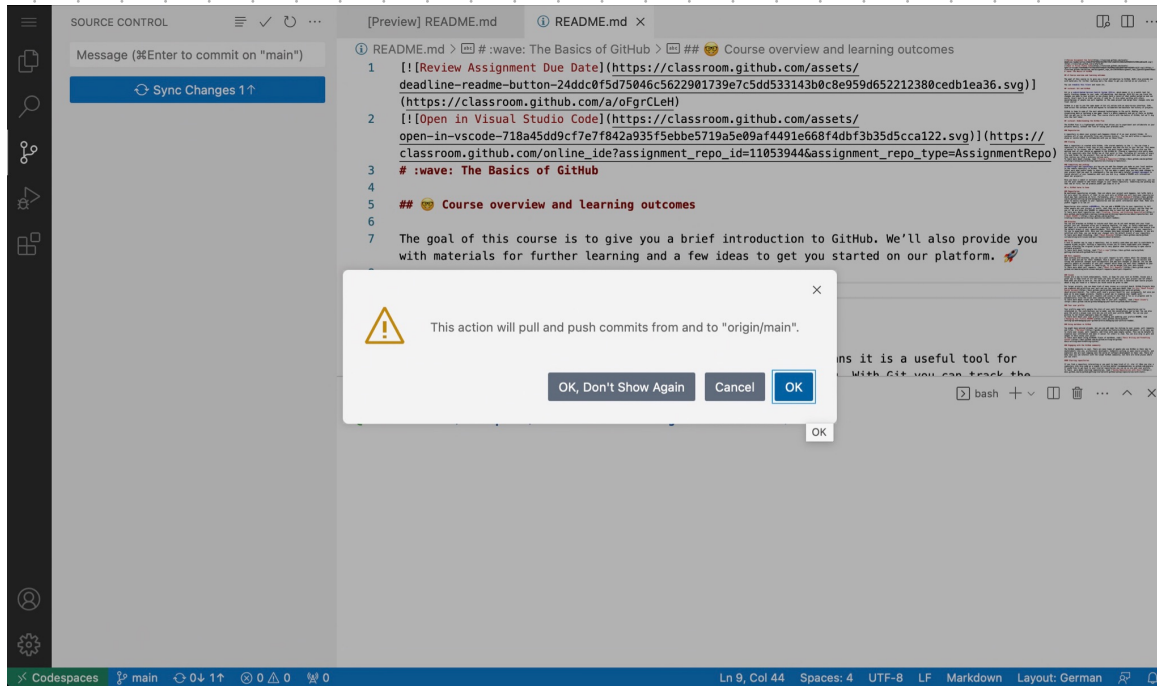 SOURCE CONTROL
Message (⌘Enter to commit on "main")
Sync Changes 1↑
[Preview] README.md
README.md ×
README.md > # :wave: The Basics of GitHub > ## 🤓 Course overview and learning outcomes
1 [![Review Assignment Due Date](https://classroom.github.com/assets/
deadline-readme-button-24ddc0f5d75046c5622901739e7c5dd533143b0c8e959d652212380cedb1ea36.svg)]
(https://classroom.github.com/a/oFgrCLeH)
2 [![Open in Visual Studio Code](https://classroom.github.com/assets/
open-in-vscode-718a45dd9cf7e7f842a935f5ebbe5719a5e09af4491e668f4dbf3b35d5cca122.svg)](https://
classroom.github.com/online_ide?assignment_repo_id=11053944&assignment_repo_type=AssignmentRepo)
3 # :wave: The Basics of GitHub
4
5 ## 🤓 Course overview and learning outcomes
6
7 The goal of this course is to give you a brief introduction to GitHub. We'll also provide you
with materials for further learning and a few ideas to get you started on our platform. 🚀
This action will pull and push commits from and to "origin/main".
it is a useful tool for
With Git you can track the
OK, Don't Show Again
Cancel
OK
bash
OK
Codespaces
main
0↓ 1↑
0 0
0
Ln 9, Col 44
Spaces: 4
UTF-8
LF
Markdown
Layout: German